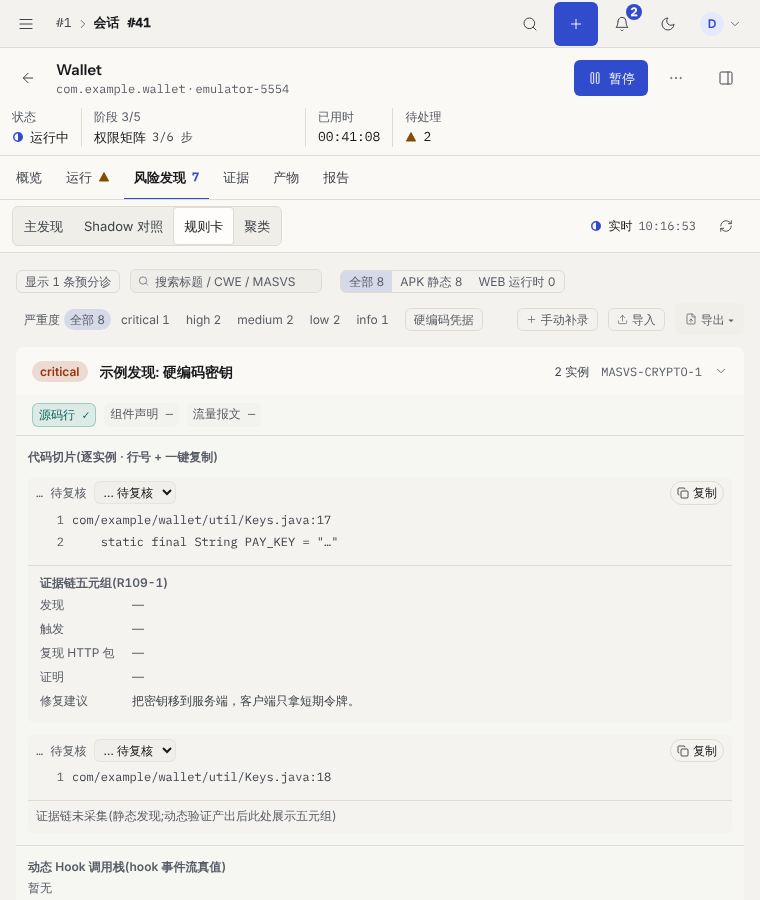 #1 > 会话 #41
2
D
Wallet
com.example.wallet · emulator-5554
暂停
状态 阶段 3/5 已用时 待处理
运行中 权限矩阵 3/6 步 00:41:08 2
概览 运行 风险发现 7 证据 产物 报告
主发现 Shadow 对照 规则卡 聚类 实时 10:16:53
显示 1 条预分诊 搜索标题 / CWE / MASVS 全部 8 APK 静态 8 WEB 运行时 0
严重度 全部 8 critical 1 high 2 medium 2 low 2 info 1 硬编码凭据 + 手动补录 导入 导出
critical 示例发现: 硬编码密钥 2 实例 MASVS-CRYPTO-1
源码行 ✓ 组件声明 — 流量报文 —
代码切片(逐实例 · 行号 + 一键复制)
… 待复核 … 待复核 复制
1 com/example/wallet/util/Keys.java:17
2 static final String PAY_KEY = "…"
证据链五元组(R109-1)
发现 —
触发 —
复现 HTTP 包 —
证明 —
修复建议 把密钥移到服务端，客户端只拿短期令牌。
… 待复核 … 待复核 复制
1 com/example/wallet/util/Keys.java:18
证据链未采集(静态发现;动态验证产出后此处展示五元组)
动态 Hook 调用栈(hook 事件流真值)
暂无